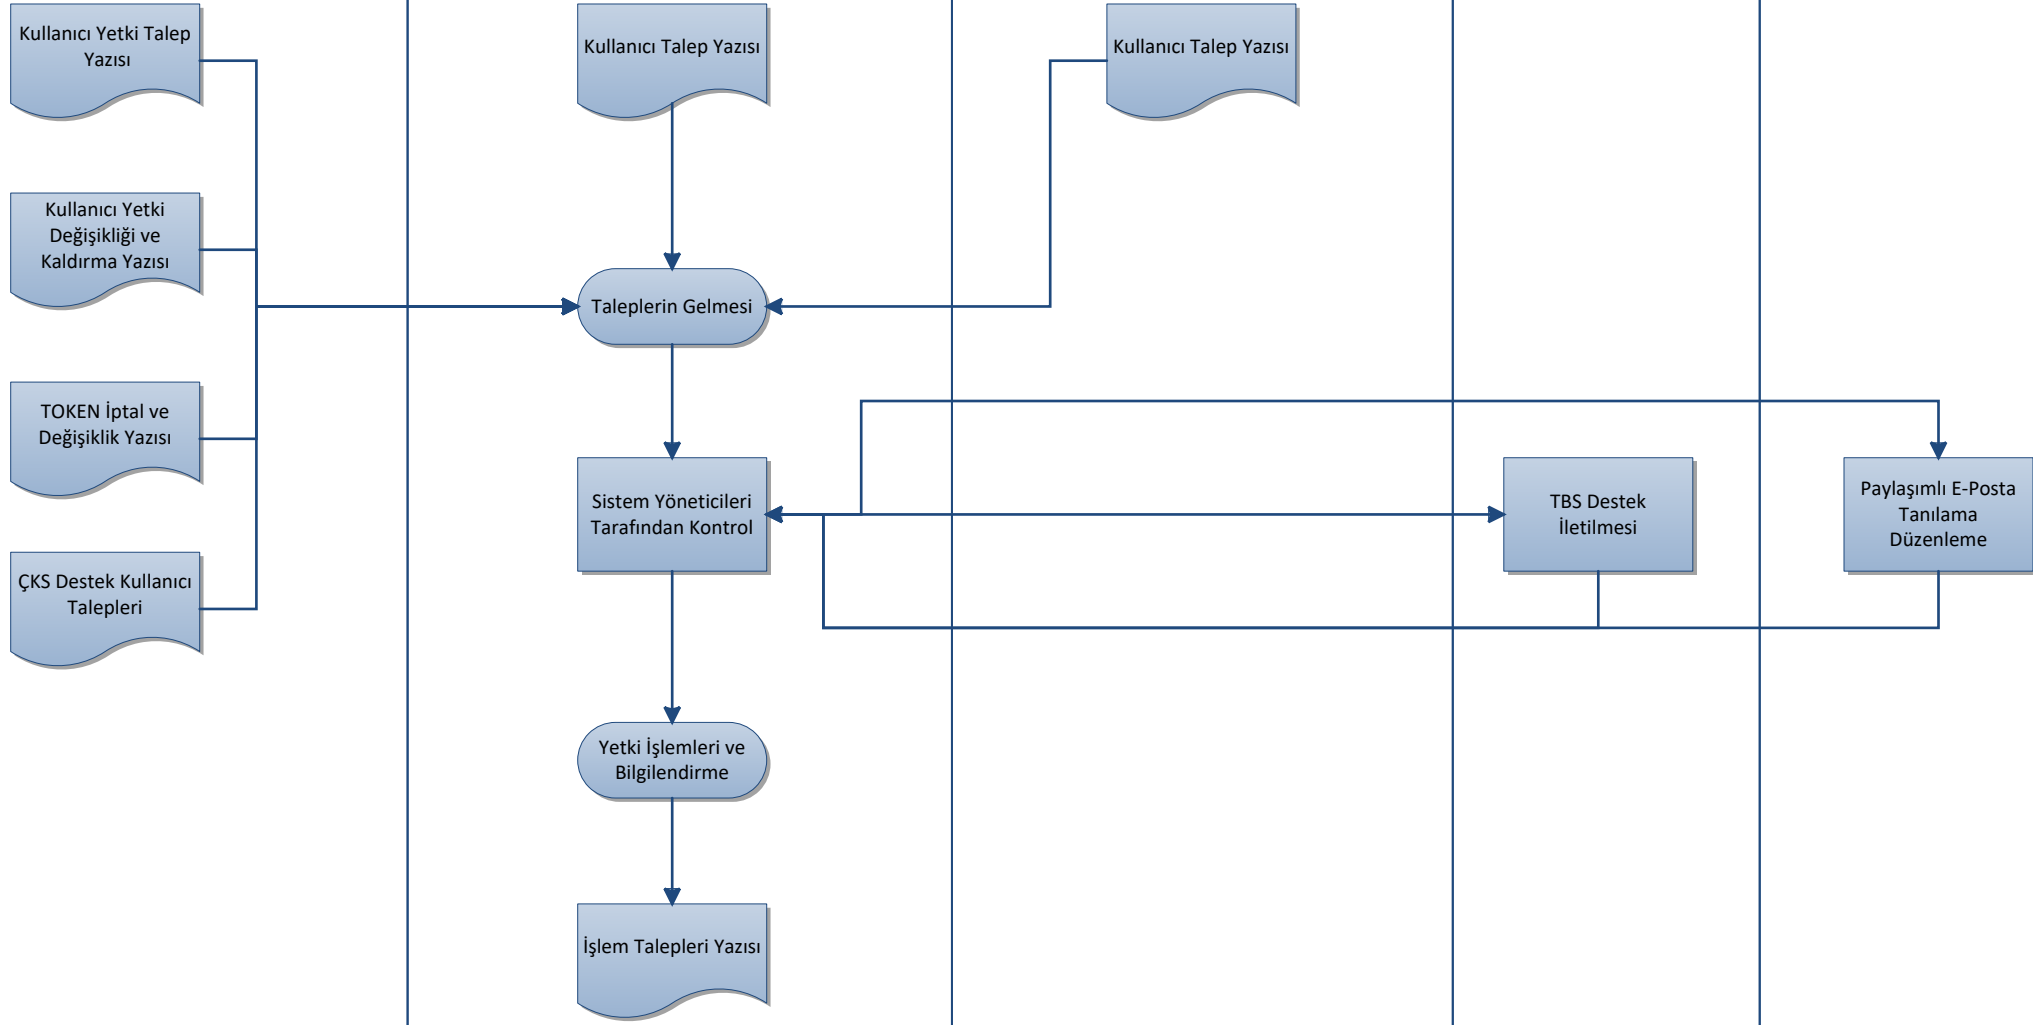 Kullanıcı Yetki Talep
Yazısı
Kullanıcı Talep Yazısı
Kullanıcı Talep Yazısı
Kullanıcı Yetki
Değişikliği ve
Kaldırma Yazısı
Taleplerin Gelmesi
TOKEN İptal ve
Değişiklik Yazısı
Sistem Yöneticileri
Tarafından Kontrol
TBS Destek
İletilmesi
Paylaşımlı E-Posta
Tanılama
Düzenleme
ÇKS Destek Kullanıcı
Talepleri
Yetki İşlemleri ve
Bilgilendirme
İşlem Talepleri Yazısı